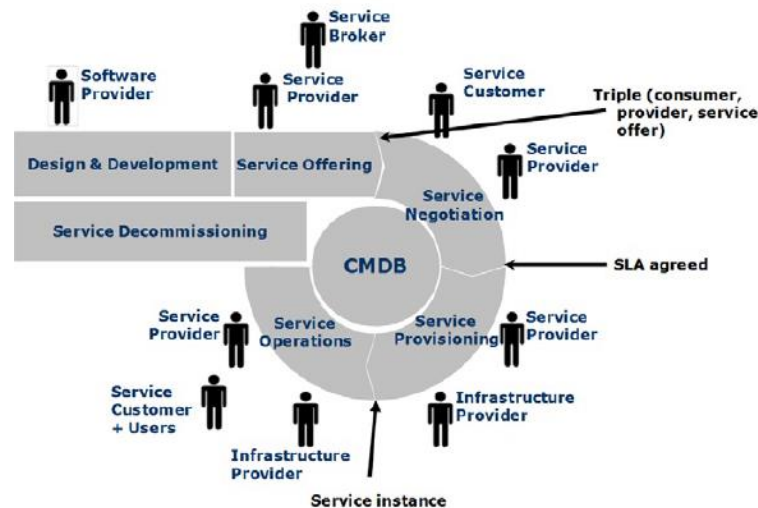 Service
Broker
Software
Provider
Service
Provider
Service
Customer
Triple (consumer,
provider, service
offer)
Design & Development
Service Offering
Service
Provider
Service
Negotiation
Service Decommissioning
CMDB
SLA agreed
Service
Provider
Service
Operations
Service
Provisioning
Service
Provider
Service
Customer
+ Users
Infrastructure
Provider
Infrastructure
Provider
Service instance